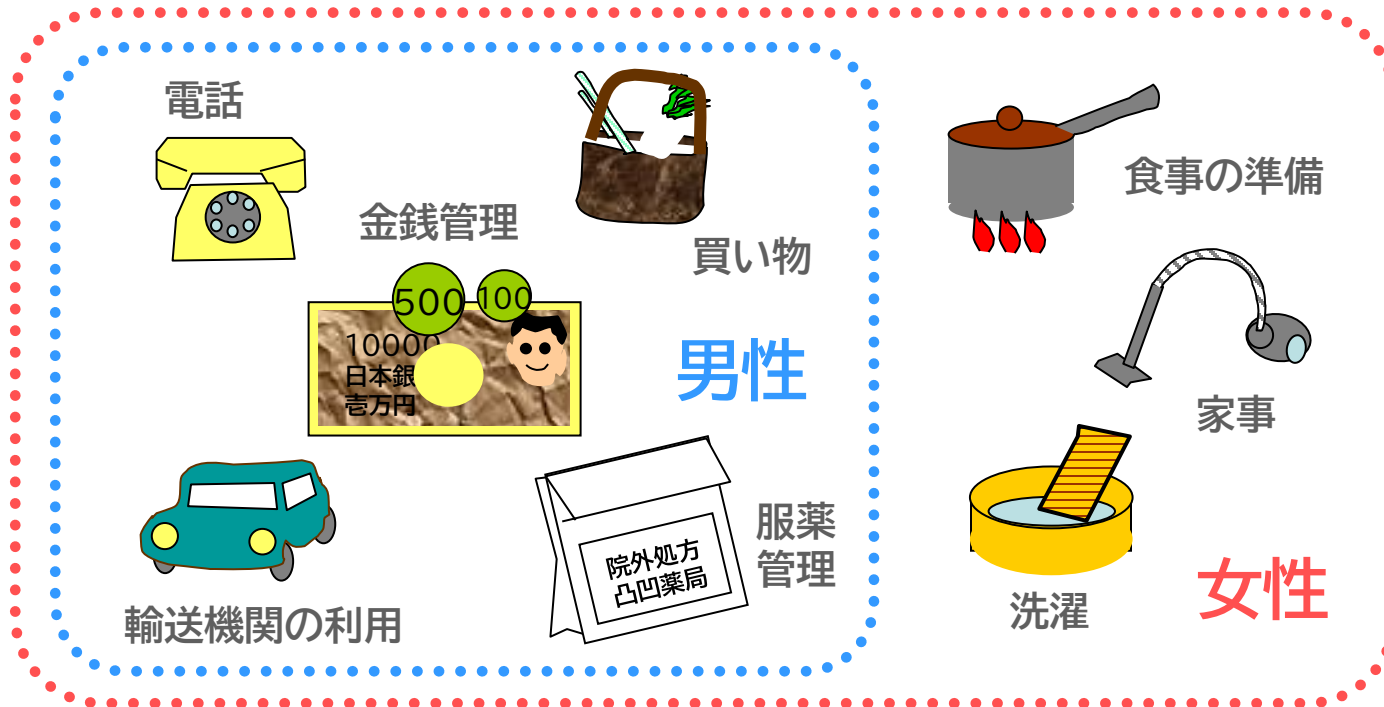 電話
金銭管理
500
100
10000
日本銀
壱万円
買い物
男性
輸送機関の利用
院外処方
凸凹薬局
服薬
管理
食事の準備
家事
洗濯
女性